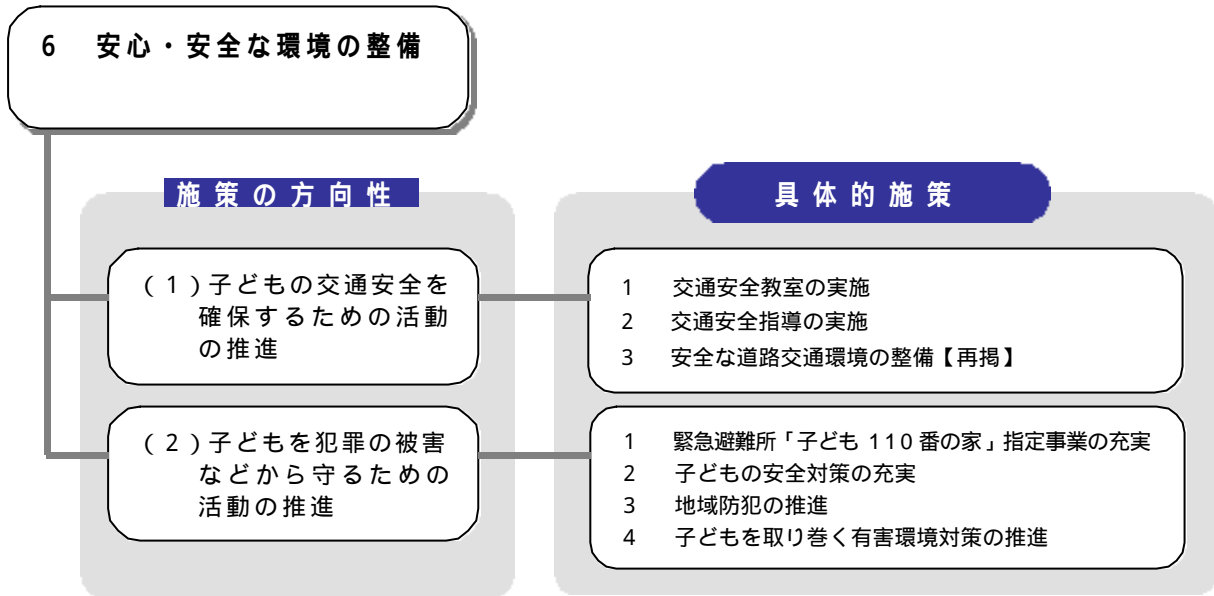 6 安心・安全な環境の整備
施策の方向性
具体的施策
(1)子どもの交通安全を
確保するための活動
の推進
1 交通安全教室の実施
2 交通安全指導の実施
3 安全な道路交通環境の整備【再掲】
(2)子どもを犯罪の被害
などから守るための
活動の推進
1 緊急避難所「子ども 110 番の家」指定事業の充実
2 子どもの安全対策の充実
3 地域防犯の推進
4 子どもを取り巻く有害環境対策の推進